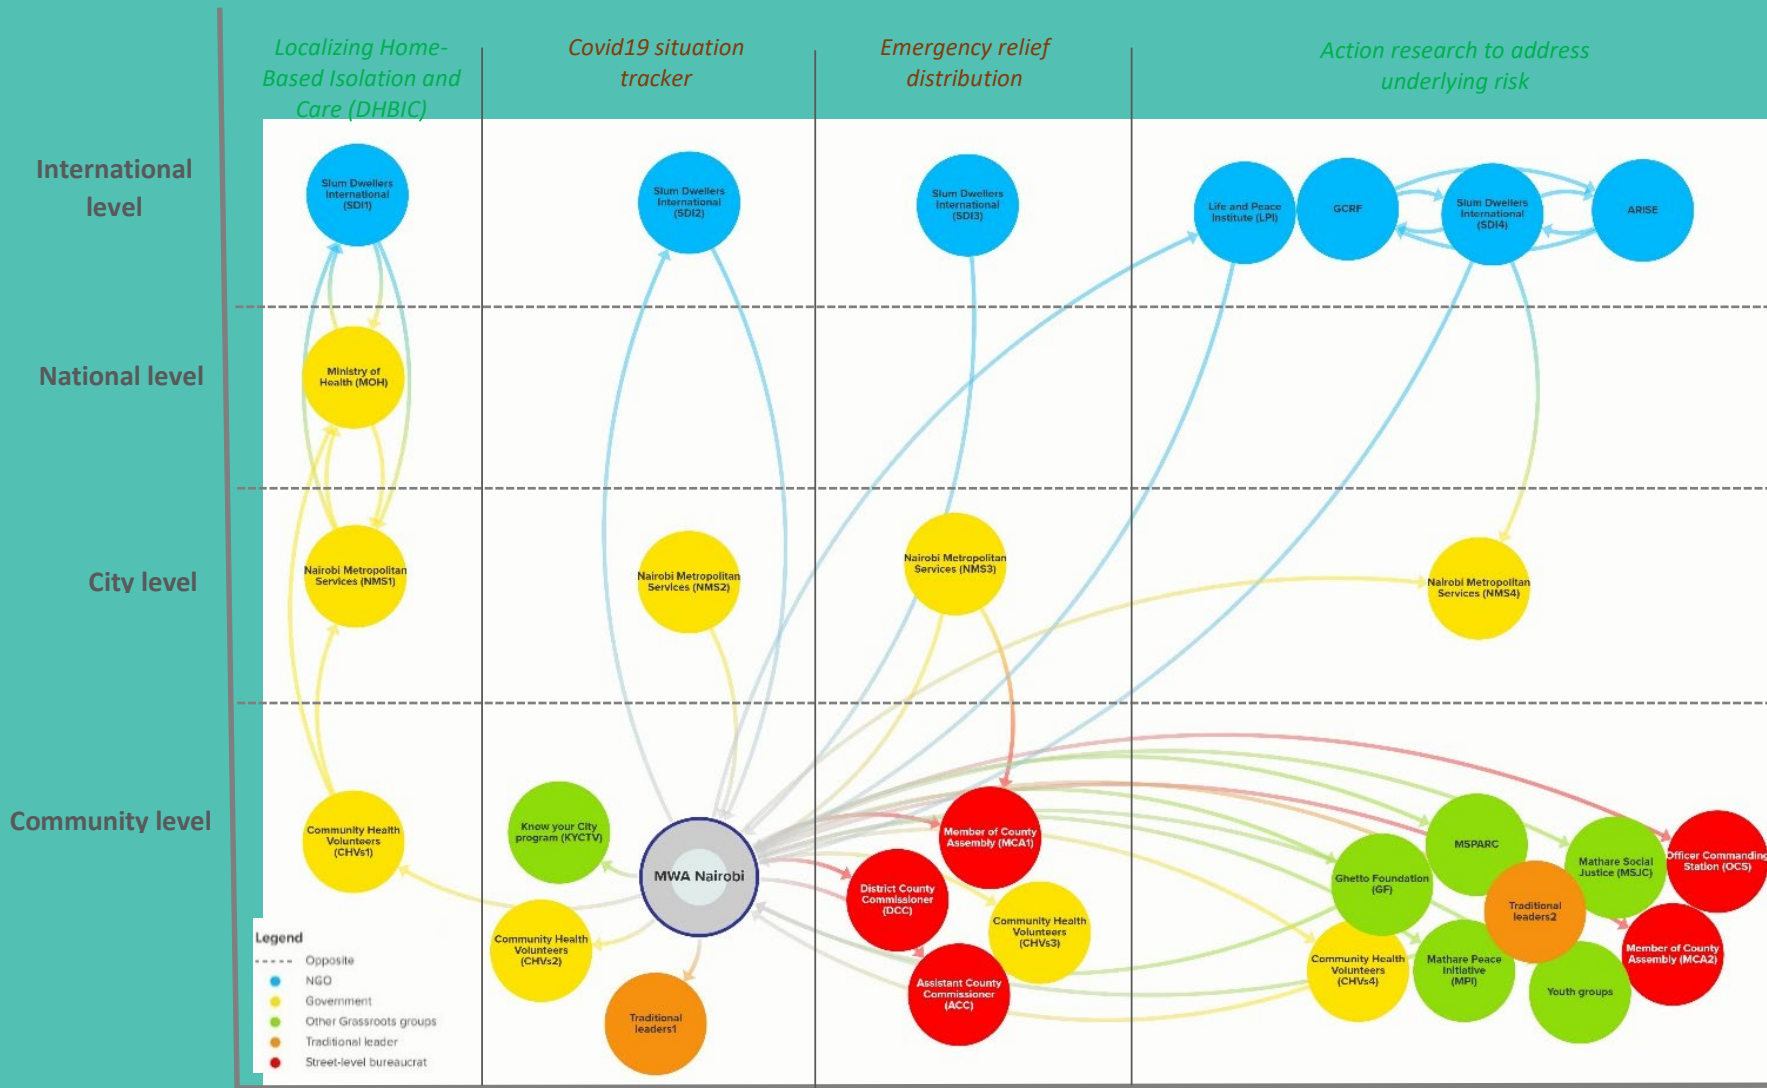 Localizing Home-
Based Isolation and
Care (DHBIC)
Covid19 situation
tracker
Emergency relief
distribution
Action research to address
underlying risk
International
level
Slum Dwellers
International
(SDI1)
Slum Dwellers
International
(SDI2)
Slum Dwellers
International
(SDI3)
Life and Peace
Institute (LPI)
GCRF
Slum Dwellers
International
(SDI4)
ARISE
National level
Ministry of
Health (MOH)
City level
Nairobi Metropolitan
Services (NMS1)
Nairobi Metropolitan
Services (NMS2)
Nairobi Metropolitan
Services (NMS3)
Nairobi Metropolitan
Services (NMS4)
Community level
Community Health
Volunteers
(CHVs1)
Know your City
program (KYCTV)
MWA Nairobi
Community Health
Volunteers
(CHVs2)
Traditional
leaders1
Member of County
Assembly (MCA1)
District County
Commissioner
(DCC)
Community Health
Volunteers
(CHVs3)
Assistant County
Commissioner
(ACC)
MSPARC
Ghetto Foundation
(GF)
Mathare Social
Justice (MSJC)
Officer Commanding
Station (OCS)
Traditional
leaders2
Community Health
Volunteers
(CHVs4)
Mathare Peace
Initiative
(MPI)
Youth groups
Member of County
Assembly (MCA2)
Legend
Opposite
NGO
Government
Other Grassroots groups
Traditional leader
Street-level bureaucrat